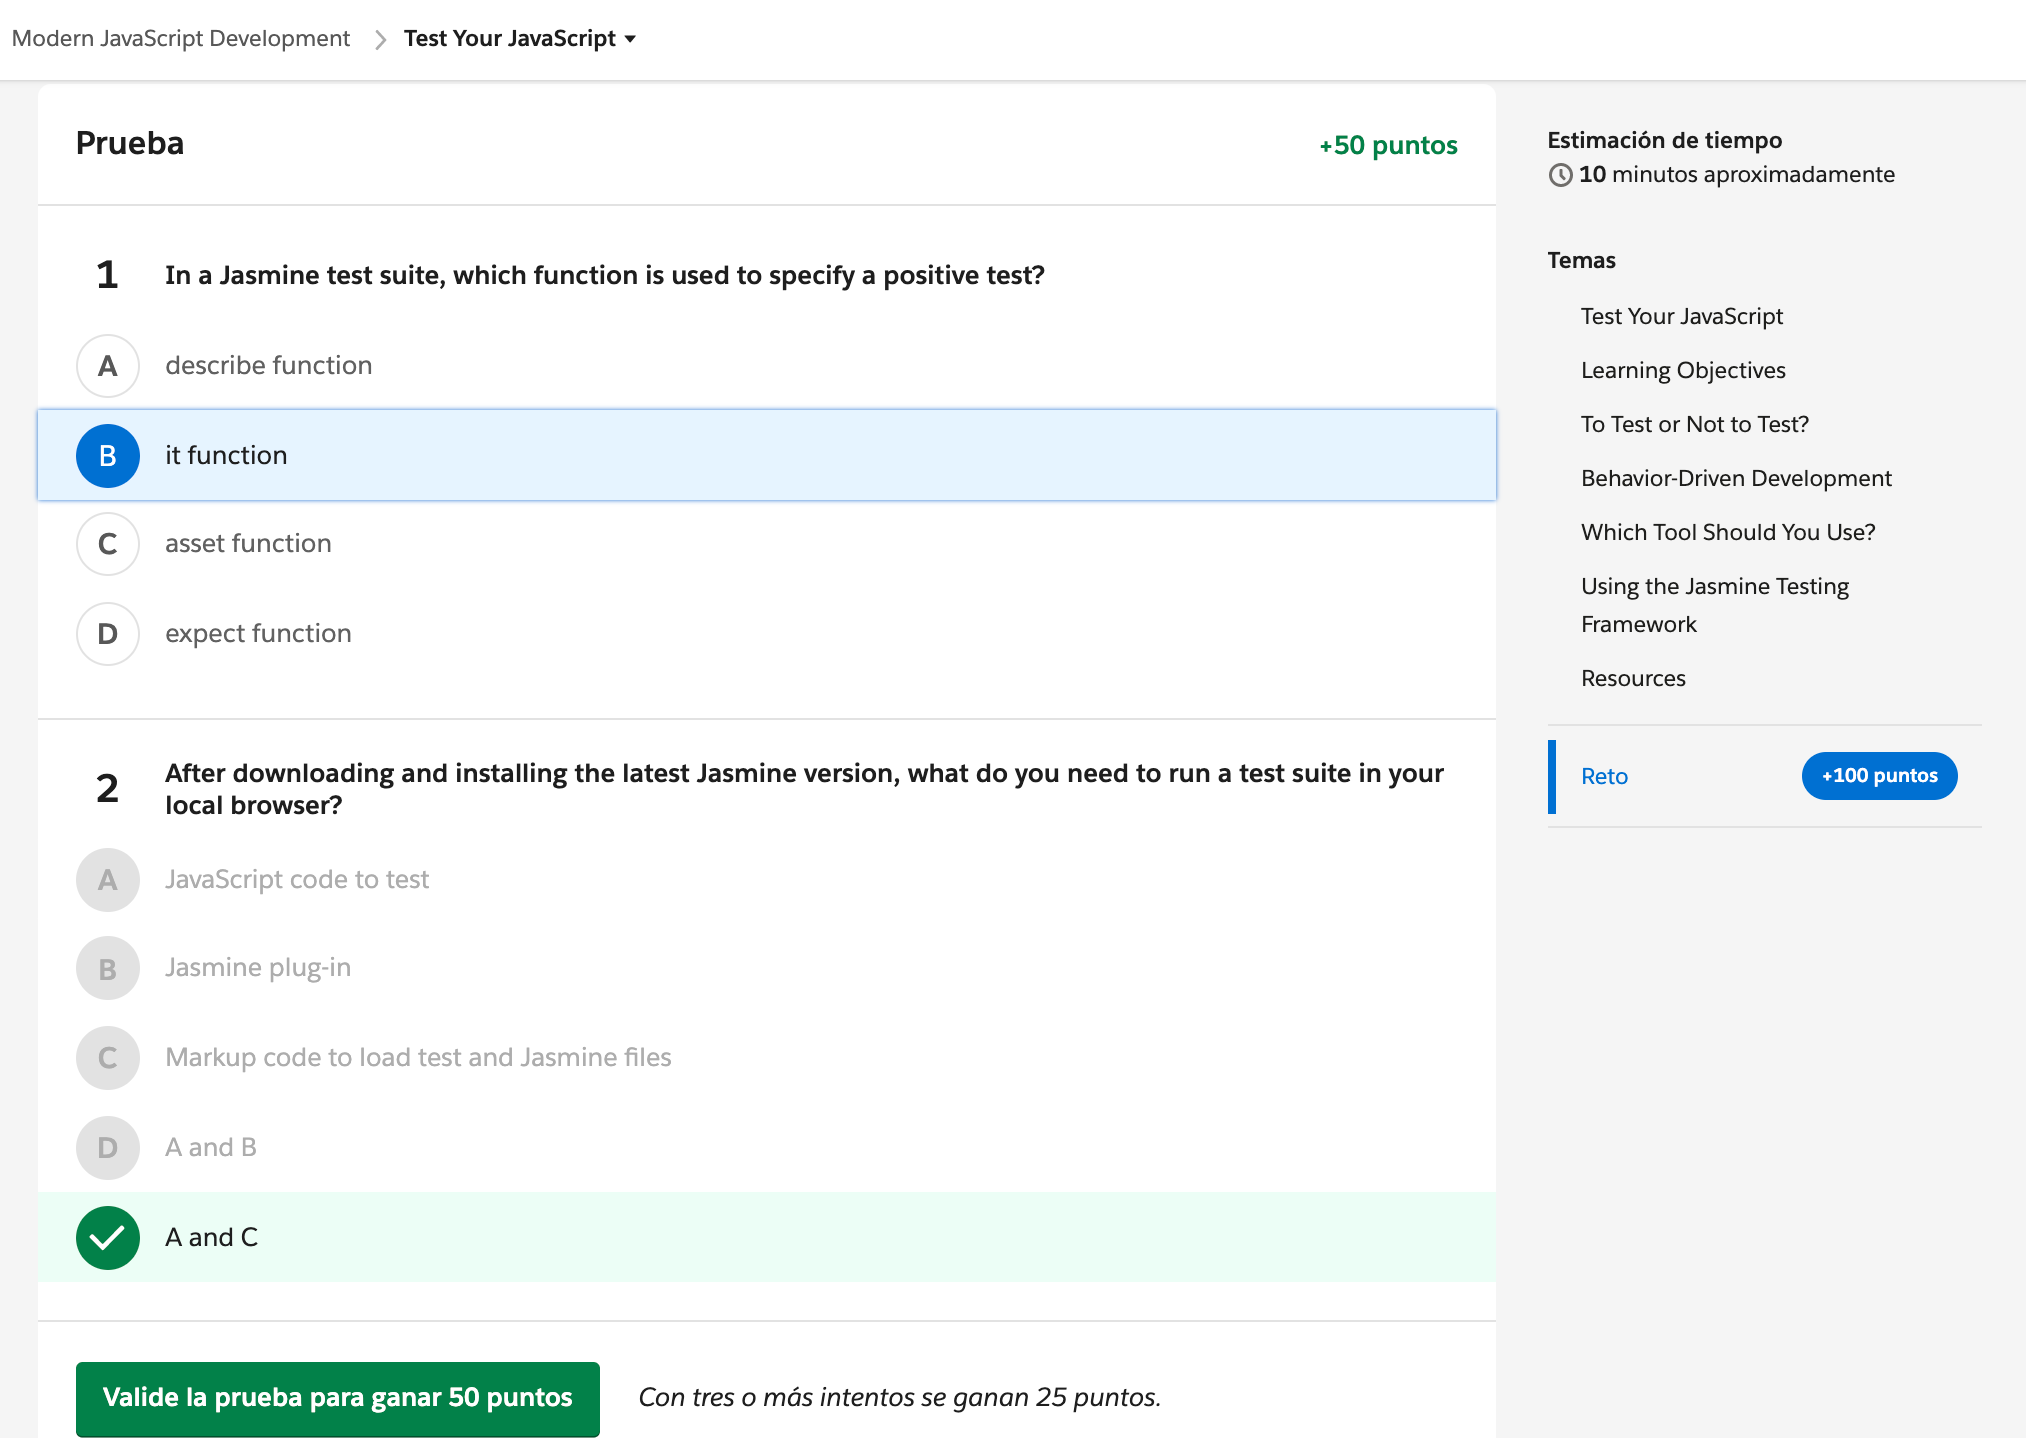 Modern JavaScript Development > Test Your JavaScript
Prueba
+50 puntos
1
In a Jasmine test suite, which function is used to specify a positive test?
A describe function
B it function
C asset function
D expect function
2
After downloading and installing the latest Jasmine version, what do you need to run a test suite in your
local browser?
A JavaScript code to test
B Jasmine plug-in
C Markup code to load test and Jasmine files
D A and B
A and C
Valide la prueba para ganar 50 puntos
Con tres o más intentos se ganan 25 puntos.
Estimación de tiempo
10 minutos aproximadamente
Temas
Test Your JavaScript
Learning Objectives
To Test or Not to Test?
Behavior-Driven Development
Which Tool Should You Use?
Using the Jasmine Testing
Framework
Resources
Reto
+100 puntos